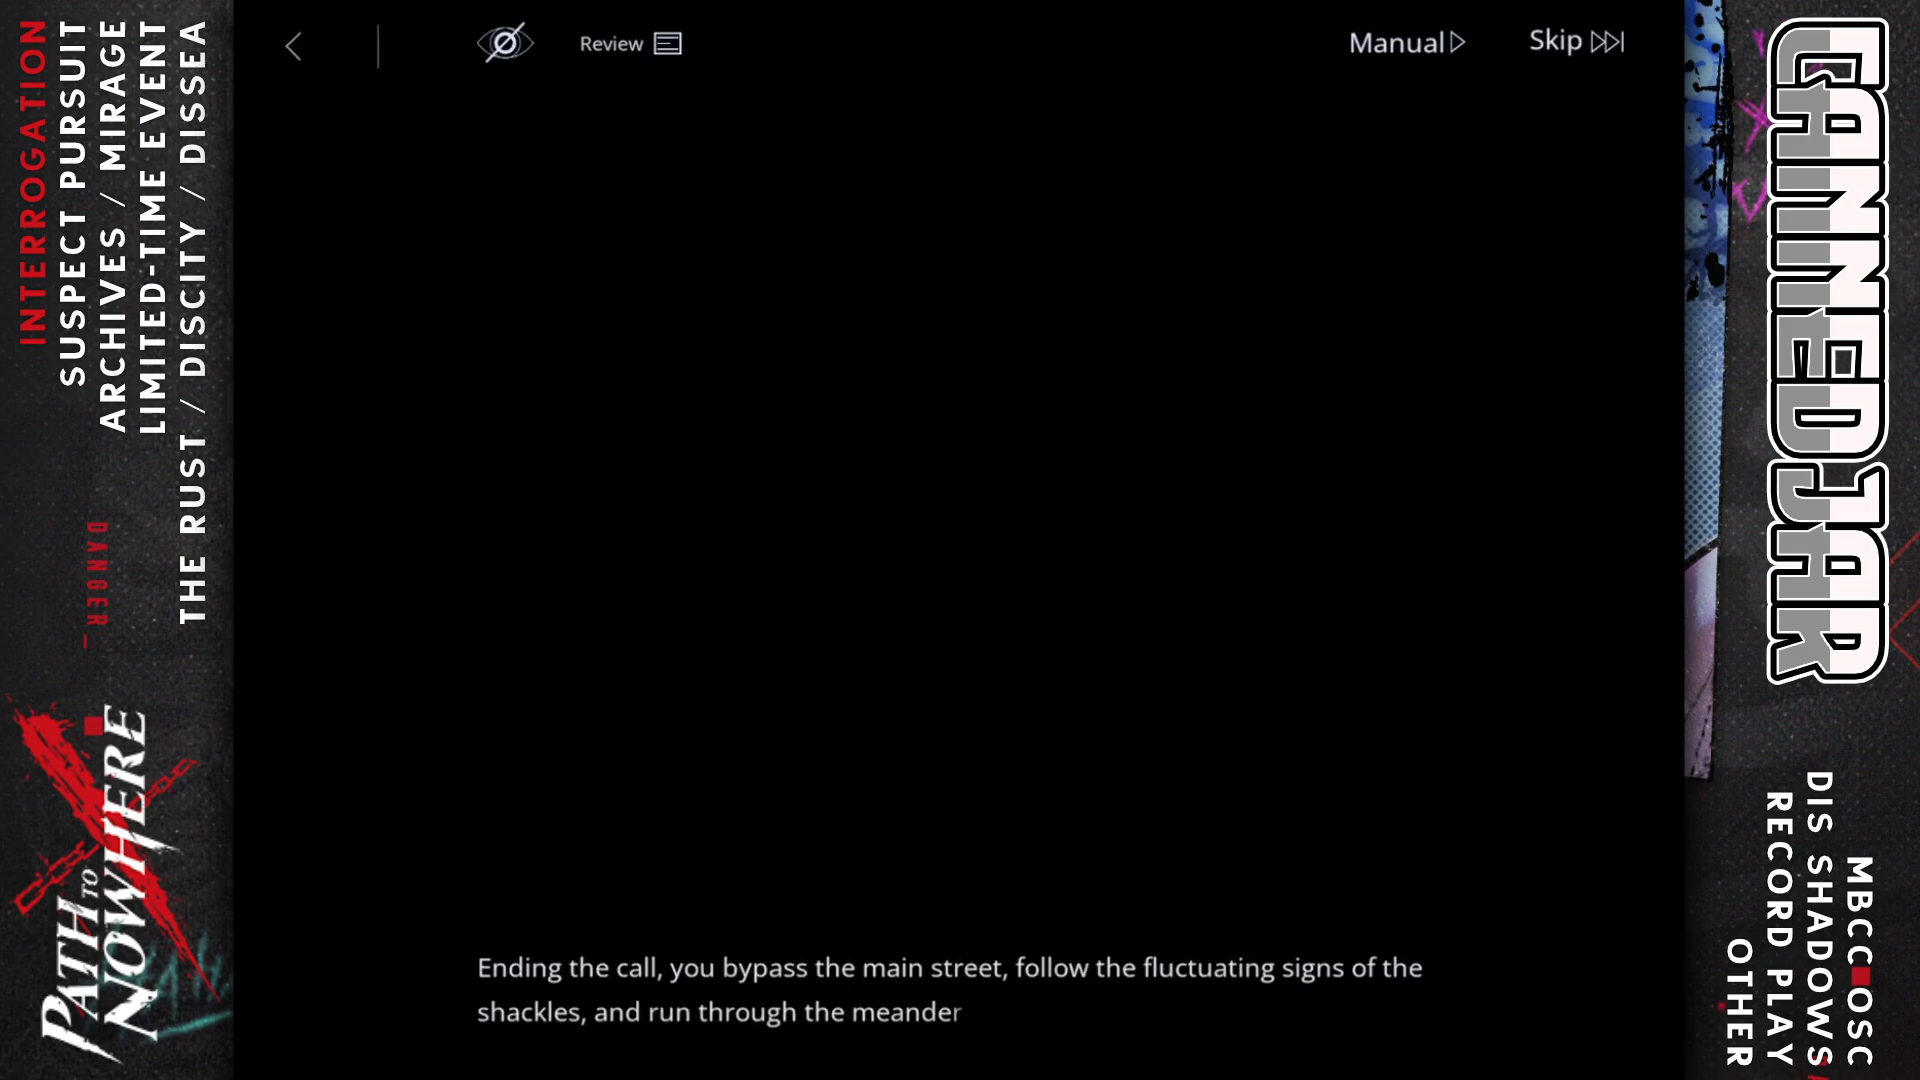 INTERROGATION
SUSPECT PURSUIT
ARCHIVES / MIRAGE
LIMITED-TIME EVENT
THE RUST / DISCITY / DISSEA
DANGER_
PATH TO
NOWHERE
Review
Manual
Skip
Ending the call, you bypass the main street, follow the fluctuating signs of the
shackles, and run through the meander
CANNEDJAR
MBCC OSC
DIS SHADOWS
RECORD PLAY
OTHER